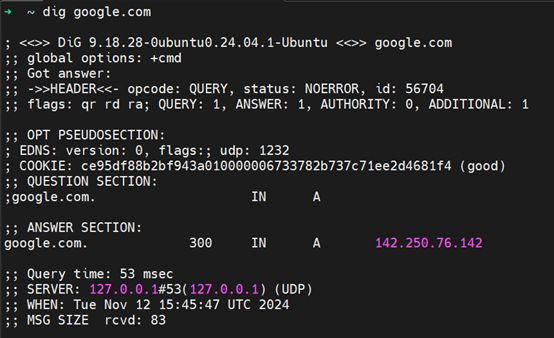 ➜  ~ dig google.com

; <<>> DiG 9.18.28-0ubuntu0.24.04.1-Ubuntu <<>> google.com
;; global options: +cmd
;; Got answer:
;; ->>HEADER<<- opcode: QUERY, status: NOERROR, id: 56704
;; flags: qr rd ra; QUERY: 1, ANSWER: 1, AUTHORITY: 0, ADDITIONAL: 1

;; OPT PSEUDOSECTION:
; EDNS: version: 0, flags:; udp: 1232
; COOKIE: ce95df88b2bf943a010000006733782b737c71ee2d4681f4 (good)
;; QUESTION SECTION:
;google.com.                    IN      A

;; ANSWER SECTION:
google.com.             300     IN      A       142.250.76.142

;; Query time: 53 msec
;; SERVER: 127.0.0.1#53(127.0.0.1) (UDP)
;; WHEN: Tue Nov 12 15:45:47 UTC 2024
;; MSG SIZE  rcvd: 83